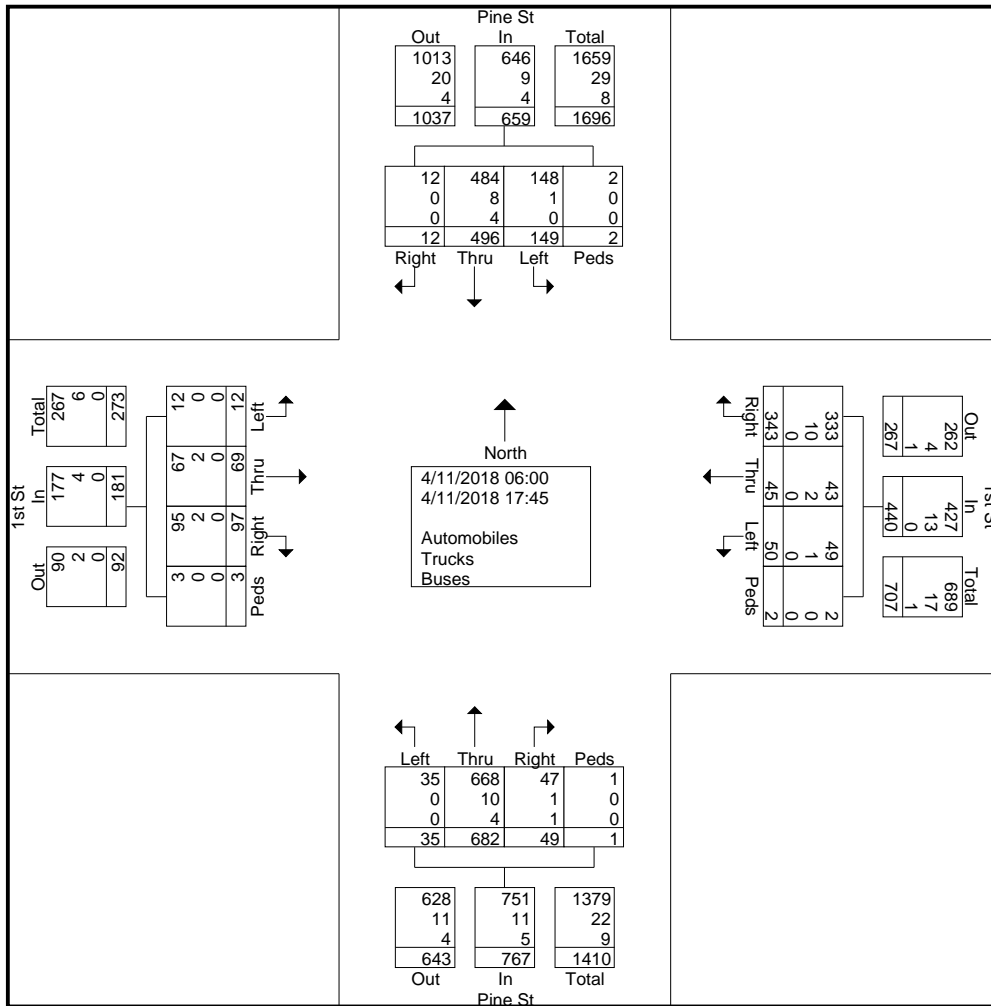 Pine St
Out In Total
1013 646 1659
20 9 29
4 4 8
1037 659 1696
12 484 148 2
0 8 1 0
0 4 0 0
12 496 149 2
Right Thru Left Peds
1st St
Total In Out
267 177 90
6 4 2
0 0 0
273 181 92
12 67 95 3
0 2 2 0
0 0 0 0
12 69 97 3
Left Thru Right Peds
North
4/11/2018 06:00
4/11/2018 17:45
Automobiles
Trucks
Buses
Right Thru Left Peds
333 43 49 2
10 2 1 0
0 0 0 0
343 45 50 2
1st St
Out In Total
262 427 689
4 13 17
1 0 1
267 440 707
Left Thru Right Peds
35 668 47 1
0 10 1 0
0 4 1 0
35 682 49 1
628 751 1379
11 11 22
4 5 9
643 767 1410
Out In Total
Pine St